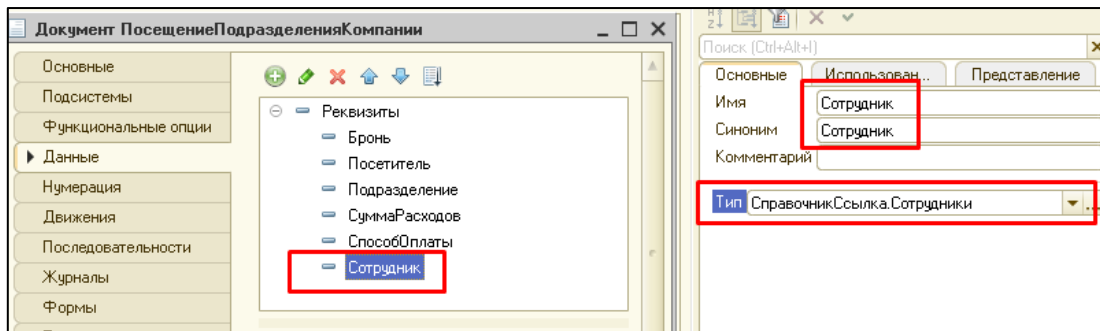 Документ ПосещениеПодразделенияКомпании
Основные
Подсистемы
Функциональные опции
Данные
Нумерация
Движения
Последовательности
Журналы
Формы
Реквизиты
Бронь
Посетитель
Подразделение
СуммаРасходов
СпособОплаты
Сотрудник
Поиск (Ctrl+Alt+I)
Основные Использован... Представление
Имя Сотрудник
Синоним Сотрудник
Комментарий
Тип СправочникСсылка.Сотрудники